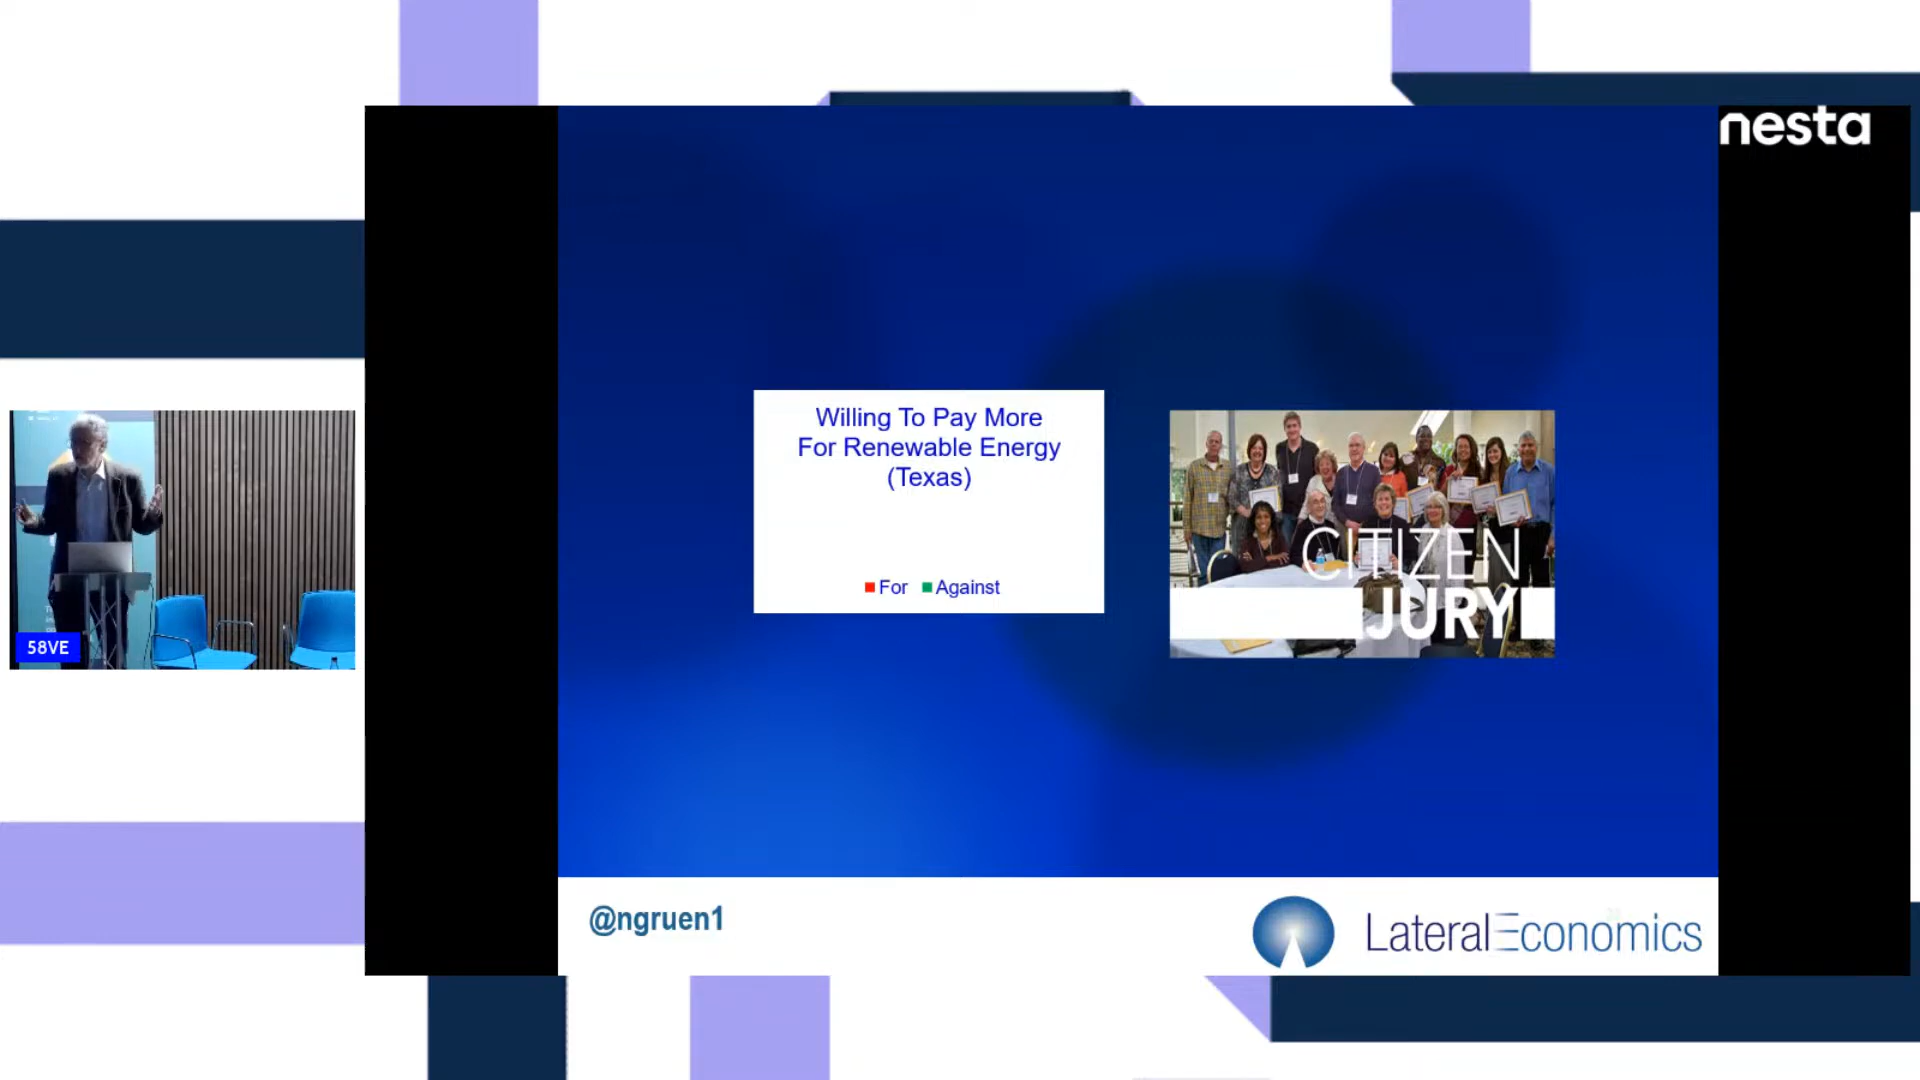 nesta
Willing To Pay More
For Renewable Energy
(Texas)
For Against
CITIZEN
JURY
58VE
@ngruen1
LateralEconomics